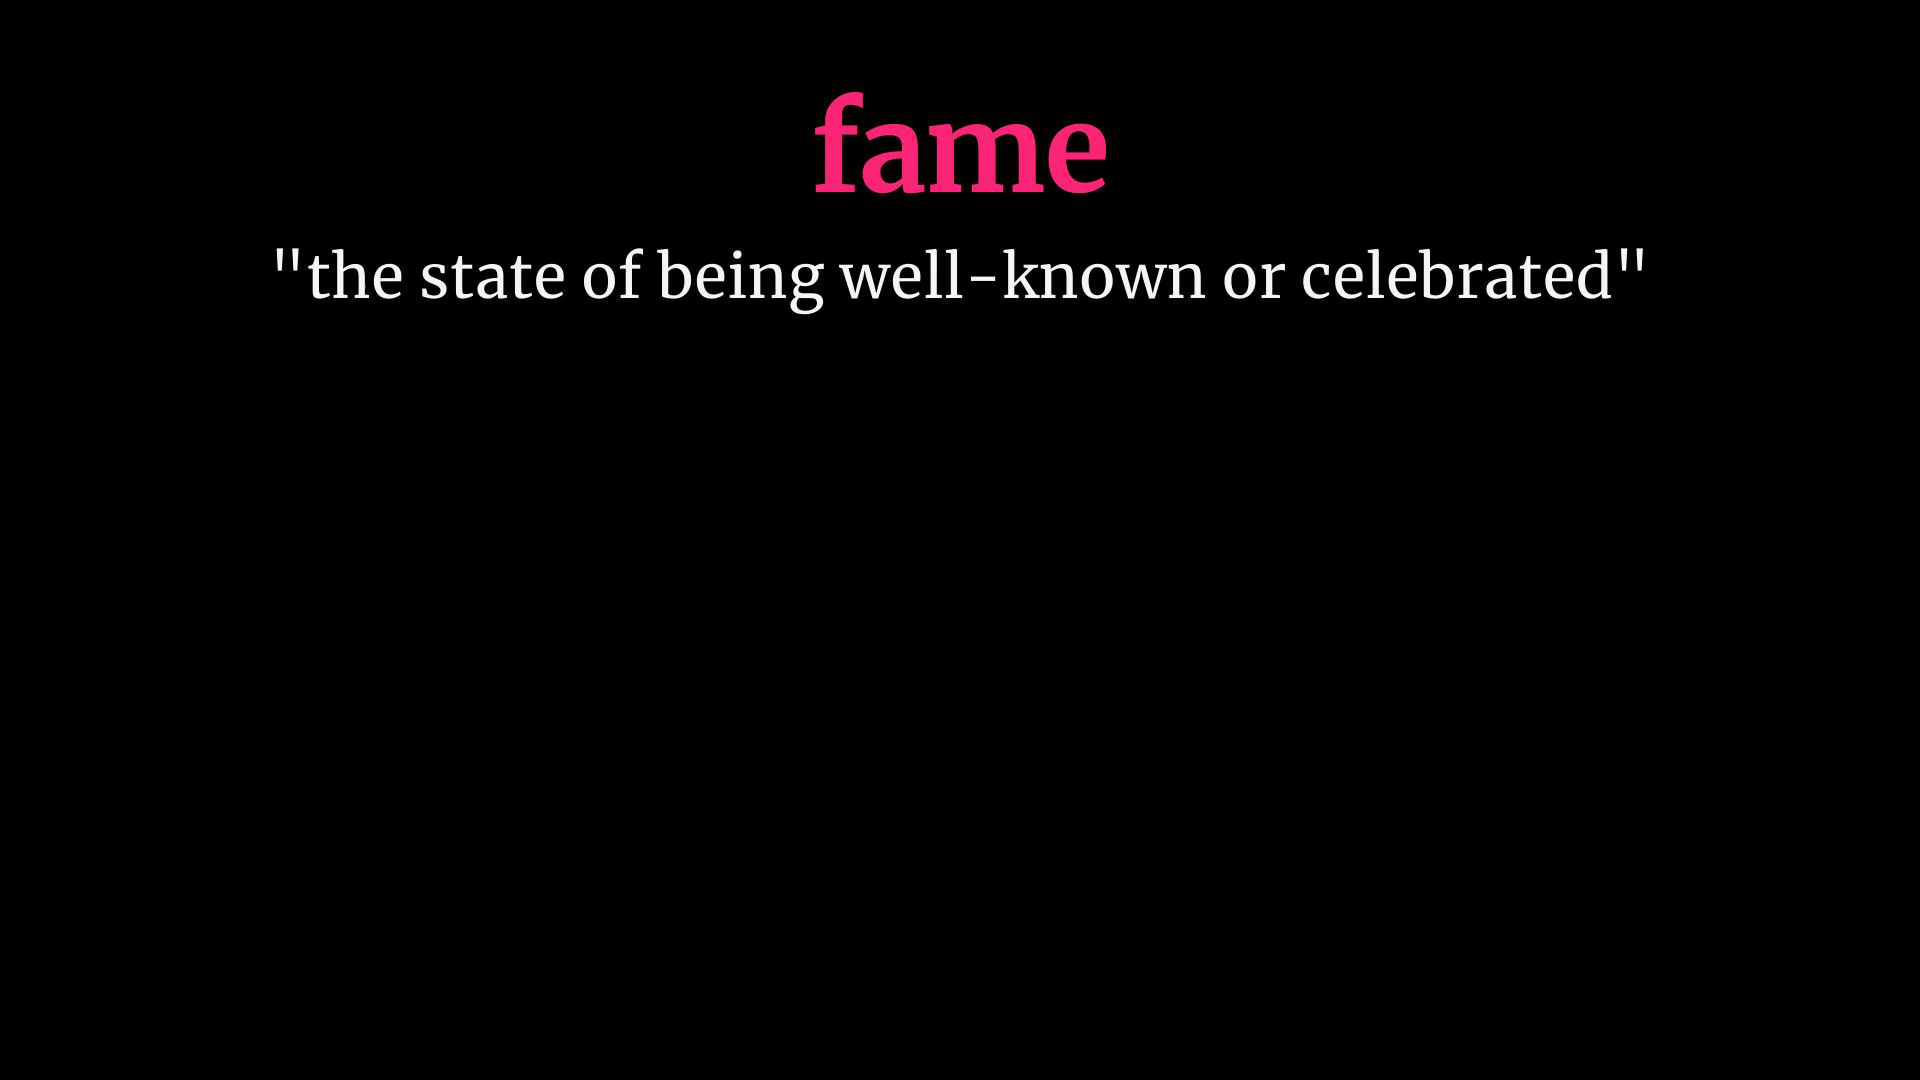 fame
"the state of being well-known or celebrated"